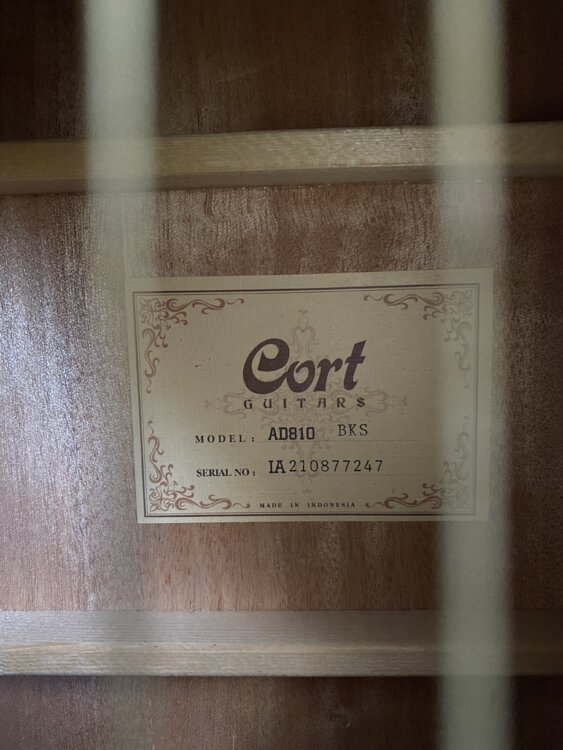 Cort
GUITARS
MODEL: AD810 BKS
SERIAL NO: IA210877247
MADE IN INDONESIA